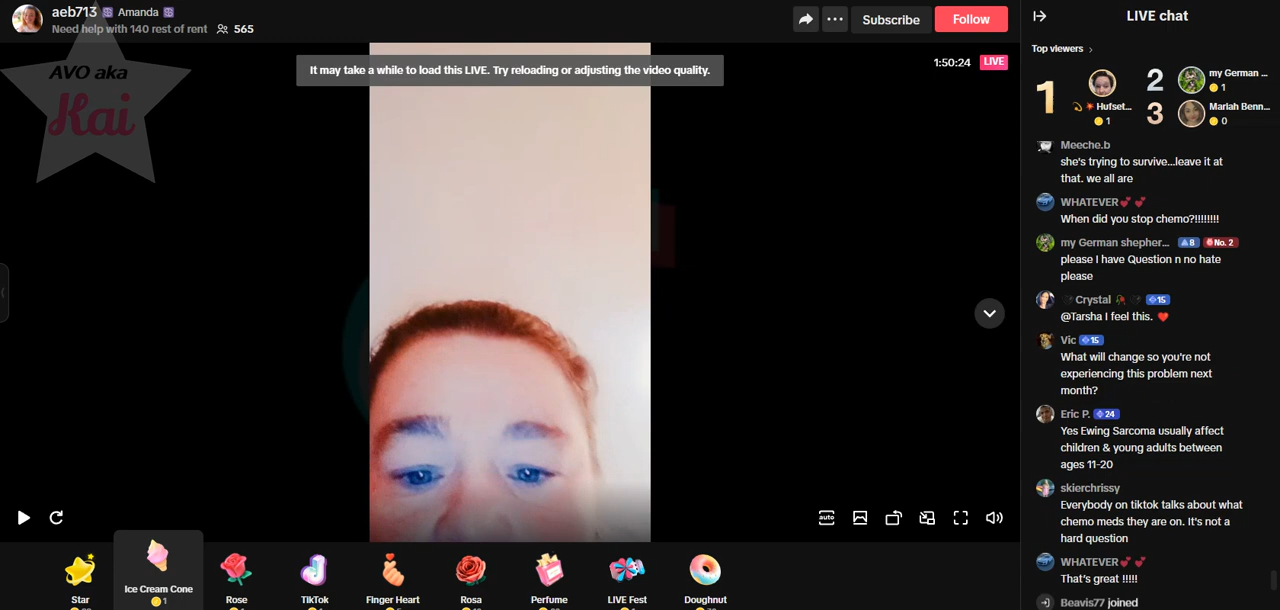 aeb713 Amanda
Need help with 140 rest of rent 565
Subscribe
Follow
AVO aka
Kai
It may take a while to load this LIVE. Try reloading or adjusting the video quality.
1:50:24 LIVE
auto
Star
Ice Cream Cone
1
Rose
TikTok
Finger Heart
Rosa
Perfume
LIVE Fest
Doughnut
LIVE chat
Top viewers
1
Hufset...
1
2
my German ...
1
3
Mariah Benn...
0
Meeche.b
she's trying to survive...leave it at
that. we all are
WHATEVER💕💕
When did you stop chemo?!!!!!!!!
my German shepher... 8 No. 2
please I have Question n no hate
please
Crystal 15
@Tarsha I feel this. ❤️
Vic 15
What will change so you're not
experiencing this problem next
month?
Eric P. 24
Yes Ewing Sarcoma usually affect
children & young adults between
ages 11-20
skierchrissy
Everybody on tiktok talks about what
chemo meds they are on. It's not a
hard question
WHATEVER💕💕
That's great !!!!!
Beavis77 joined